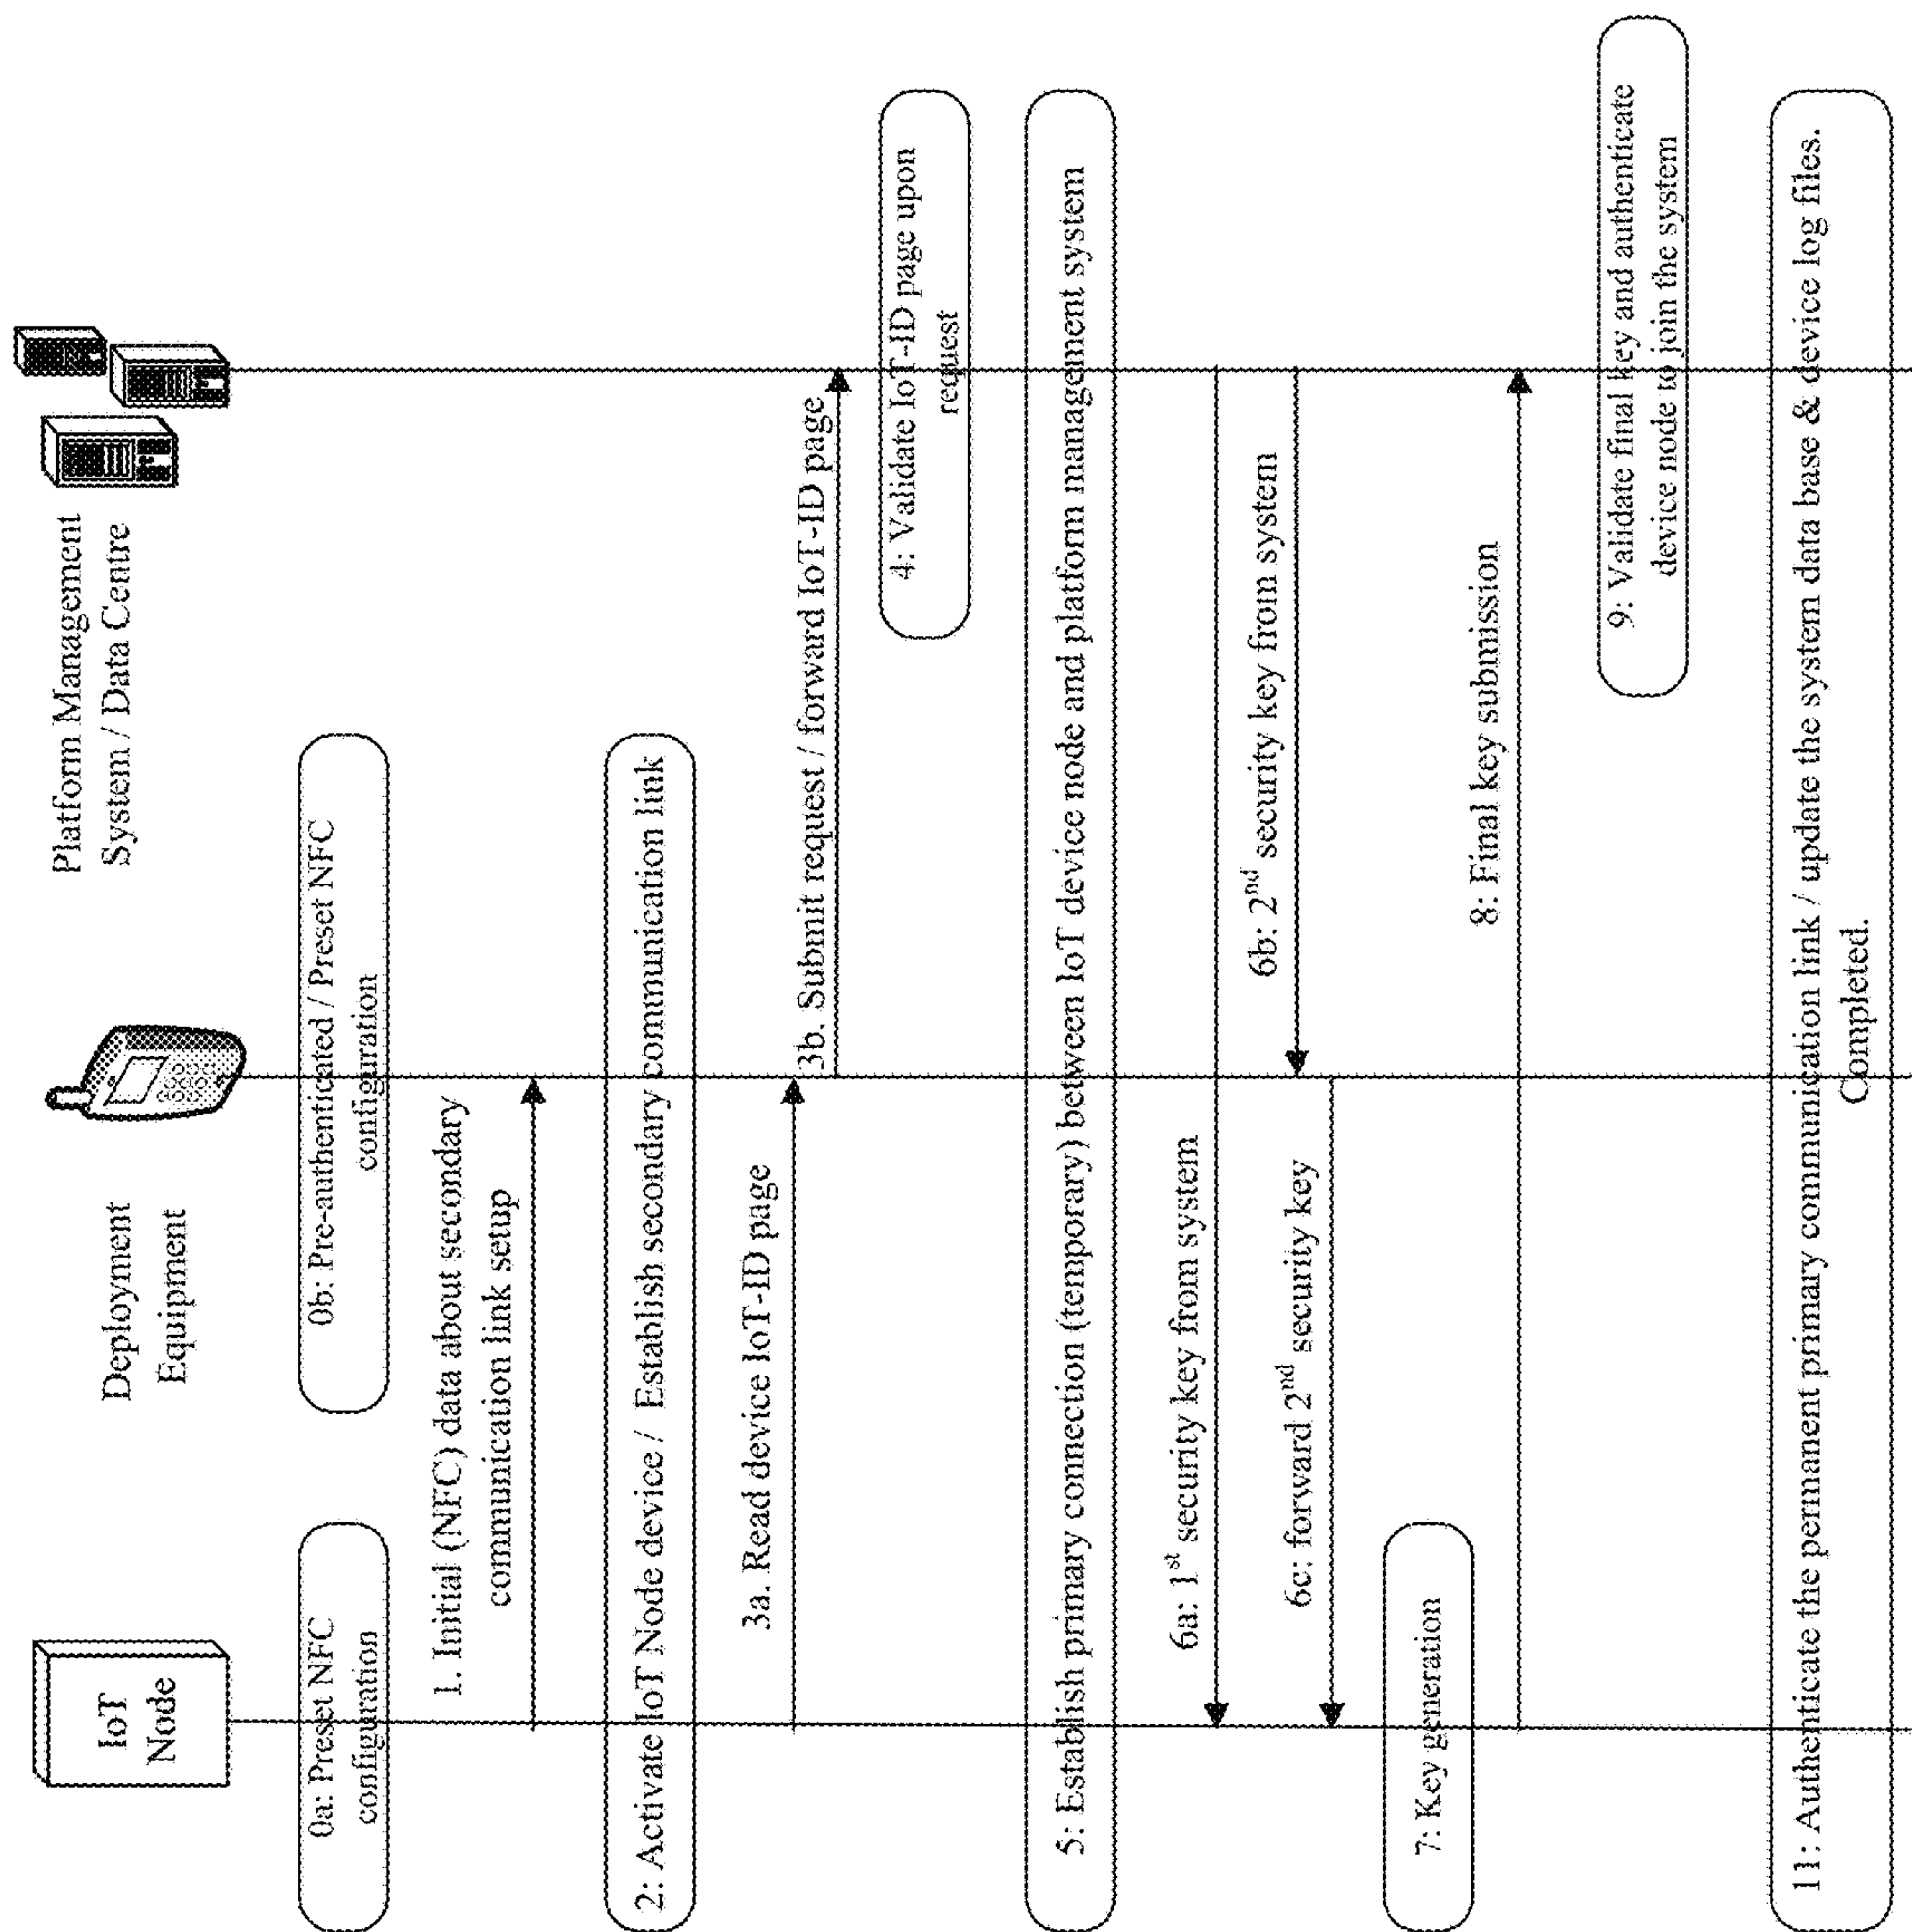 IoT
Node
Deployment
Equipment
Platform Management
System / Data Centre
0a: Preset NFC
configuration
0b: Pre-authenticated / Preset NFC
configuration
1. Initial (NFC) data about secondary
communication link setup
2: Activate IoT Node device / Establish secondary communication link
3a. Read device IoT-ID page
3b. Submit request / forward IoT-ID page
4: Validate IoT-ID page upon
request
5: Establish primary connection (temporary) between IoT device node and platform management system
6a: 1st security key from system
6b: 2nd security key from system
6c: forward 2nd security key
7: Key generation
8: Final key submission
9: Validate final key and authenticate
device node to join the system
11: Authenticate the permanent primary communication link / update the system data base & device log files.
Completed.